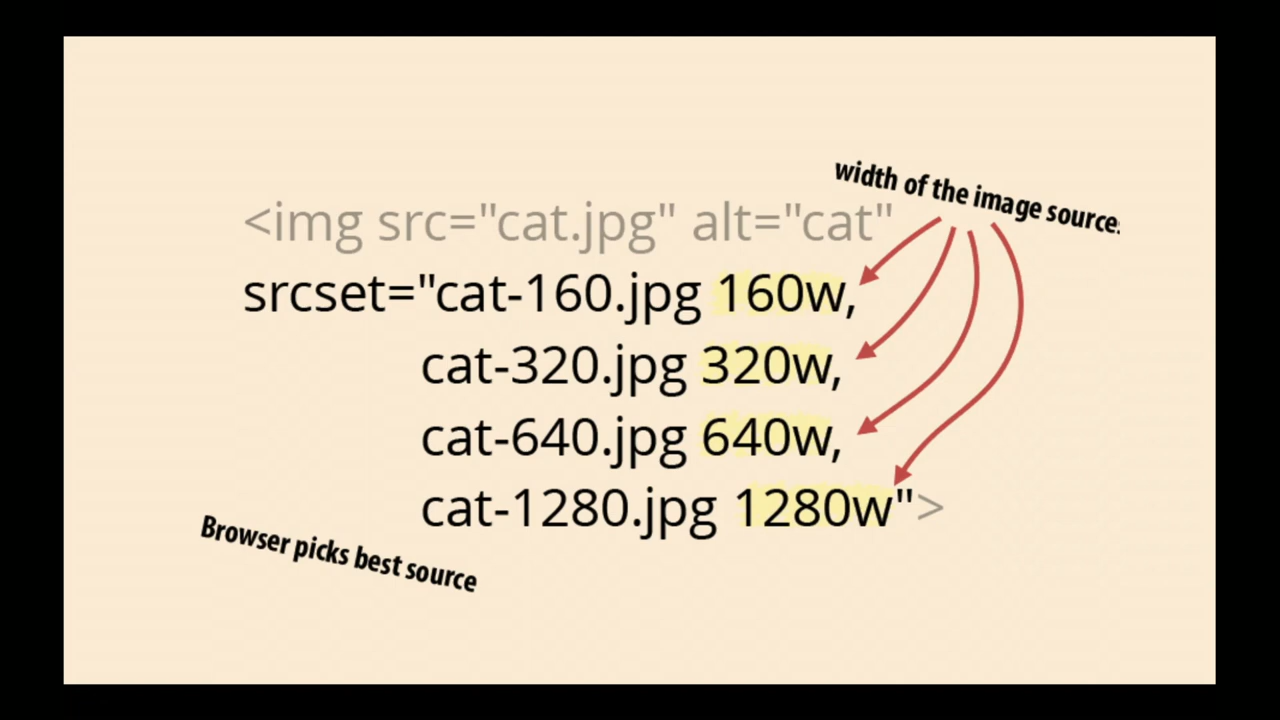 width of the image source
<img src="cat.jpg" alt="cat"
srcset="cat-160.jpg 160w,
cat-320.jpg 320w,
cat-640.jpg 640w,
cat-1280.jpg 1280w">
Browser picks best source